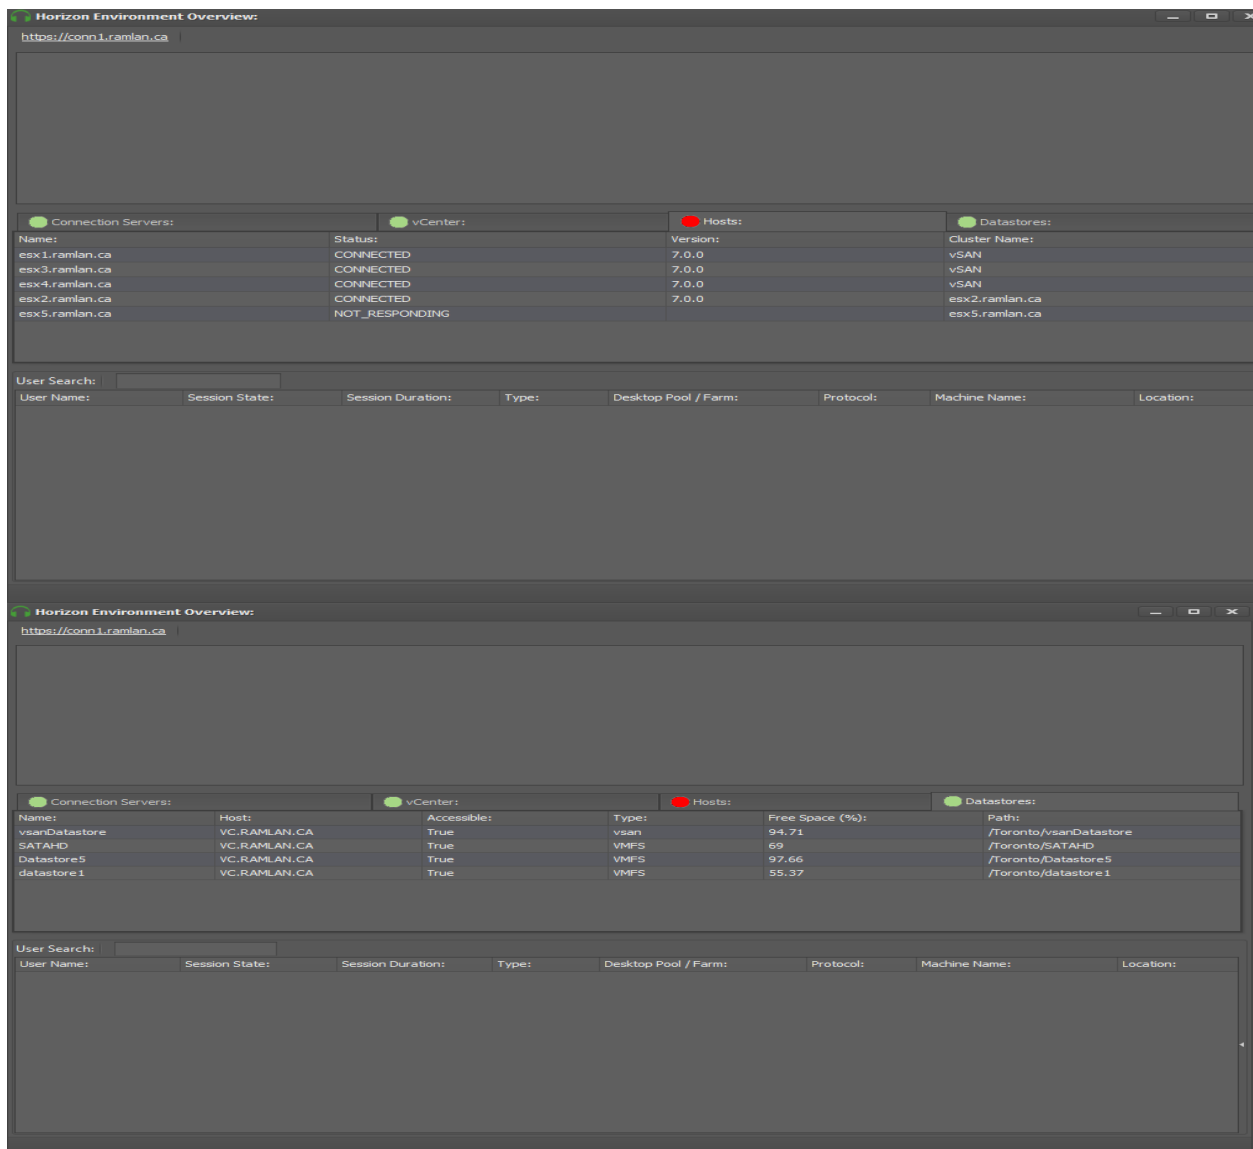 Horizon Environment Overview:
https://conn1.ramlan.ca
Connection Servers: vCenter: Hosts: Datastores:
Name: Status: Version: Cluster Name:
esx1.ramlan.ca CONNECTED 7.0.0 vSAN
esx3.ramlan.ca CONNECTED 7.0.0 vSAN
esx4.ramlan.ca CONNECTED 7.0.0 vSAN
esx2.ramlan.ca CONNECTED 7.0.0 esx2.ramlan.ca
esx5.ramlan.ca NOT_RESPONDING esx5.ramlan.ca
User Search:
User Name: Session State: Session Duration: Type: Desktop Pool / Farm: Protocol: Machine Name: Location:
Horizon Environment Overview:
https://conn1.ramlan.ca
Connection Servers: vCenter: Hosts: Datastores:
Name: Host: Accessible: Type: Free Space (%): Path:
vsanDatastore VC.RAMLAN.CA True vsan 94.71 /Toronto/vsanDatastore
SATAHD VC.RAMLAN.CA True VMFS 69 /Toronto/SATAHD
Datastore5 VC.RAMLAN.CA True VMFS 97.66 /Toronto/Datastore5
datastore1 VC.RAMLAN.CA True VMFS 55.37 /Toronto/datastore1
User Search:
User Name: Session State: Session Duration: Type: Desktop Pool / Farm: Protocol: Machine Name: Location: